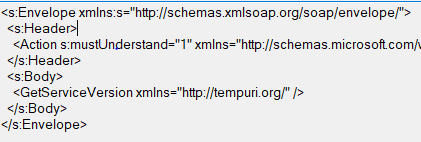 <s:Envelope xmlns:s="http://schemas.xmlsoap.org/soap/envelope/">
<s:Header>
<Action s:mustUnderstand="1" xmlns="http://schemas.microsoft.com/
</s:Header>
<s:Body>
<GetServiceVersion xmlns="http://tempuri.org/" />
</s:Body>
</s:Envelope>